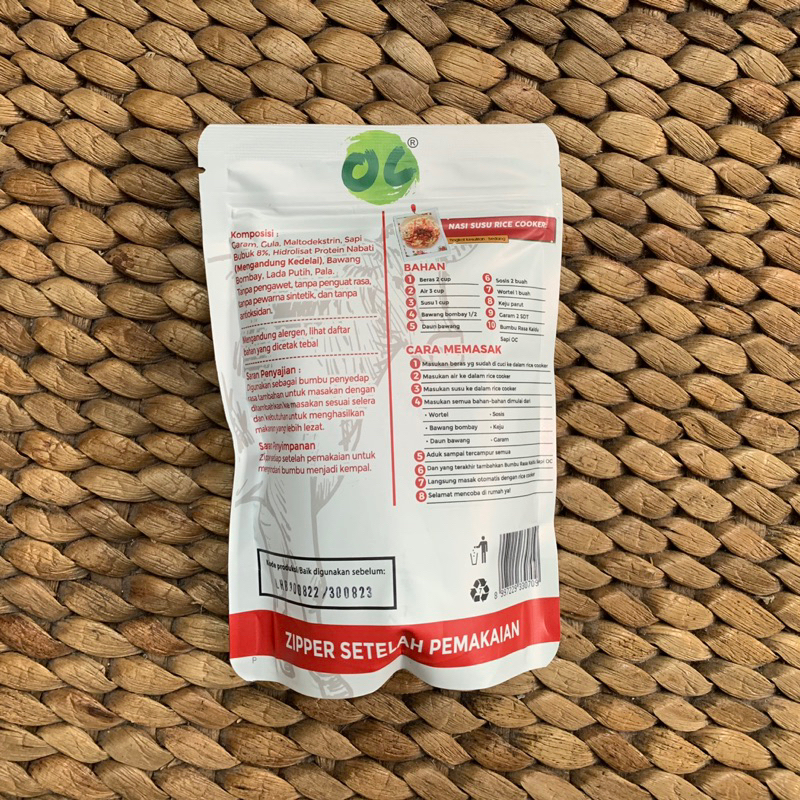 OC®
Komposisi :
Garam, Gula, Maltodekstrin, Sapi
Bubuk 8%, Hidrolisat Protein Nabati
(Mengandung Kedelai), Bawang
Bombay, Lada Putih, Pala.
Tanpa pengawet, tanpa penguat rasa,
tanpa pewarna sintetik, dan tanpa
antioksidan.
Mengandung alergen, lihat daftar
bahan yang dicetak tebal
Saran Penyajian :
Digunakan sebagai bumbu penyedap
rasa tambahan untuk masakan dengan
ditambahkan ke masakan sesuai selera
dan kebutuhan untuk menghasilkan
makanan yang lebih lezat.
Saran Penyimpanan
Zipper setiap setelah pemakaian untuk
menghindari bumbu menjadi kempal.
Kode produksi/Baik digunakan sebelum:
/300823
NASI SUSU RICE COOKER
Tingkat kesulitan : Sedang
BAHAN
1 Beras 2 cup
2 Air 3 cup
3 Susu 1 cup
4 Bawang bombay 1/2
5 Daun bawang
6 Sosis 2 buah
7 Wortel 1 buah
8 Keju parut
9 Garam 2 SDT
10 Bumbu Rasa Kaldu
Sapi OC
CARA MEMASAK
1 Masukan beras yg sudah di cuci ke dalam rice cooker
2 Masukan air ke dalam rice cooker
3 Masukan susu ke dalam rice cooker
4 Masukan semua bahan-bahan dimulai dari
• Wortel • Sosis
• Bawang bombay • Keju
• Daun bawang • Garam
5 Aduk sampai tercampur semua
6 Dan yang terakhir tambahkan Bumbu Rasa Kaldu Sapi OC
7 Langsung masak otomatis dengan rice cooker
8 Selamat mencoba di rumah ya!
7
ZIPPER SETELAH PEMAKAIAN
P